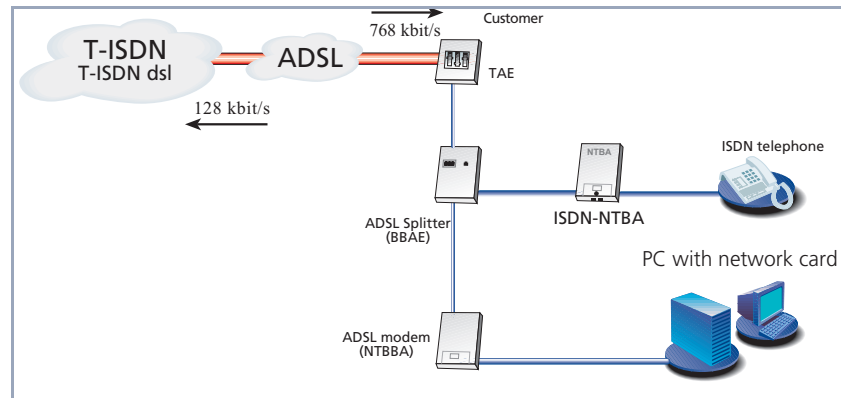 768 kbit/s
Customer
T-ISDN
T-ISDN dsl
ADSL
TAE
128 kbit/s
NTBA
ISDN telephone
ADSL Splitter
(BBAE)
ISDN-NTBA
PC with network card
ADSL modem
(NTBBA)